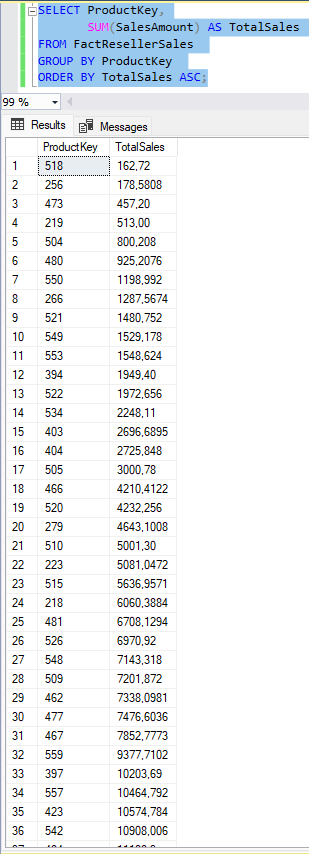 SELECT ProductKey,
SUM(SalesAmount) AS TotalSales
FROM FactResellerSales
GROUP BY ProductKey
ORDER BY TotalSales ASC;
99 %
Results Messages
ProductKey TotalSales
1 518 162,72
2 256 178,5808
3 473 457,20
4 219 513,00
5 504 800,208
6 480 925,2076
7 550 1198,992
8 266 1287,5674
9 521 1480,752
10 549 1529,178
11 553 1548,624
12 394 1949,40
13 522 1972,656
14 534 2248,11
15 403 2696,6895
16 404 2725,848
17 505 3000,78
18 466 4210,4122
19 520 4232,256
20 279 4643,1008
21 510 5001,30
22 223 5081,0472
23 515 5636,9571
24 218 6060,3884
25 481 6708,1294
26 526 6970,92
27 548 7143,318
28 509 7201,872
29 462 7338,0981
30 477 7476,6036
31 467 7852,7773
32 559 9377,7102
33 397 10203,69
34 557 10464,792
35 423 10574,784
36 542 10908,006